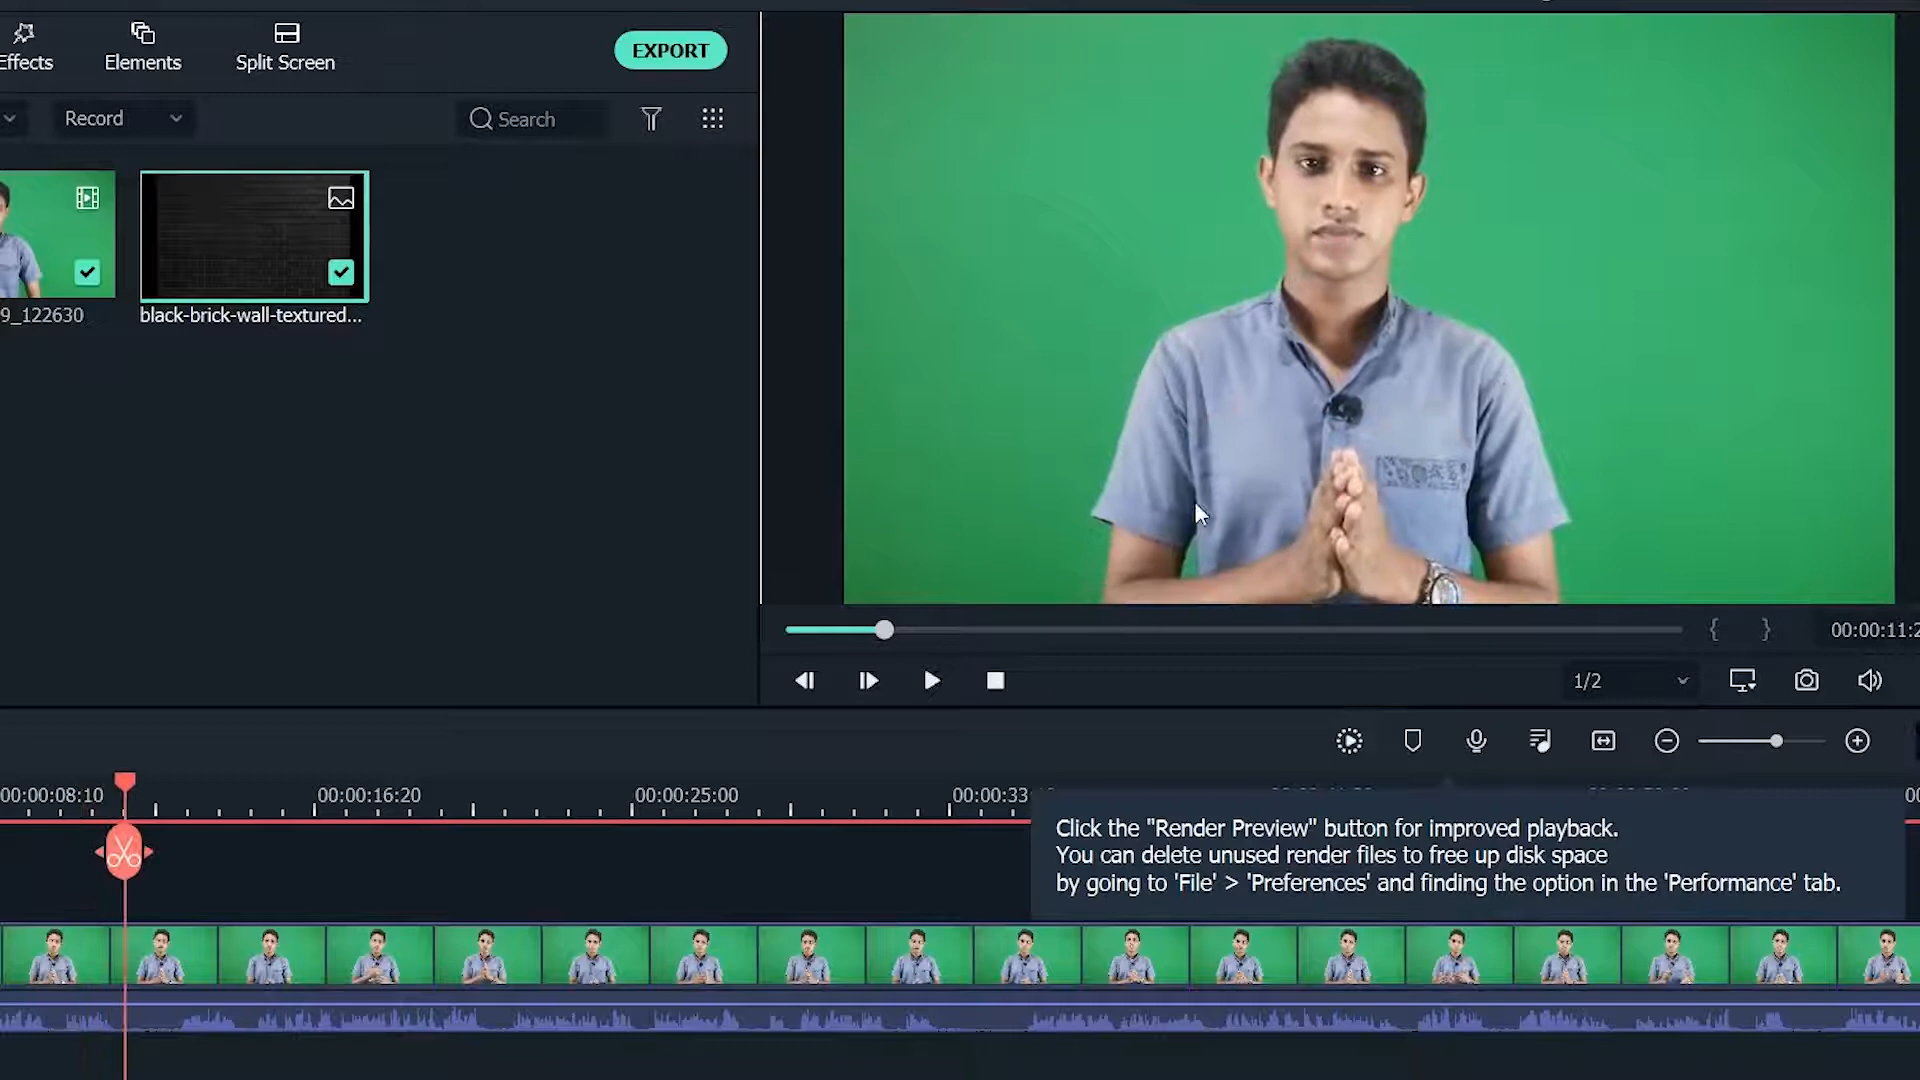 Effects
Elements
Split Screen
EXPORT
Record
Search
9_122630
black-brick-wall-textured...
00:00:11:2
1/2
00:00:08:10
00:00:16:20
00:00:25:00
00:00:33
Click the "Render Preview" button for improved playback.
You can delete unused render files to free up disk space
by going to 'File' > 'Preferences' and finding the option in the 'Performance' tab.